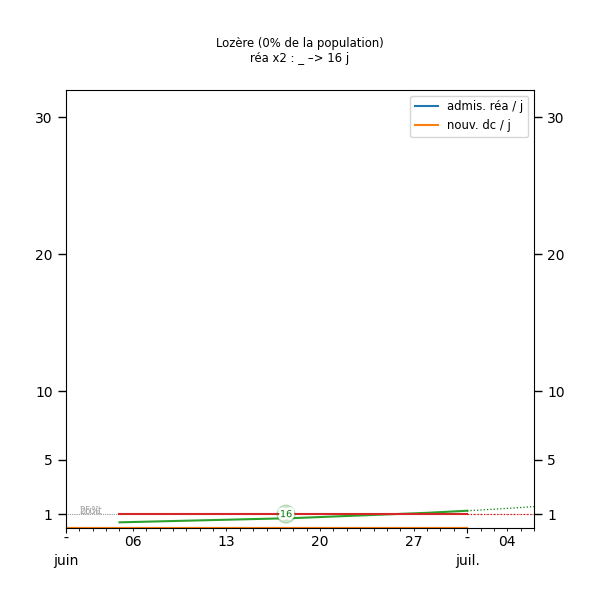 Lozère (0% de la population)
réa x2 : _ –> 16 j
admis. réa / j
nouv. dc / j
30 30
20 20
10 10
5 5
16
1 1
- 06 13 20 27 - 04
juin juil.